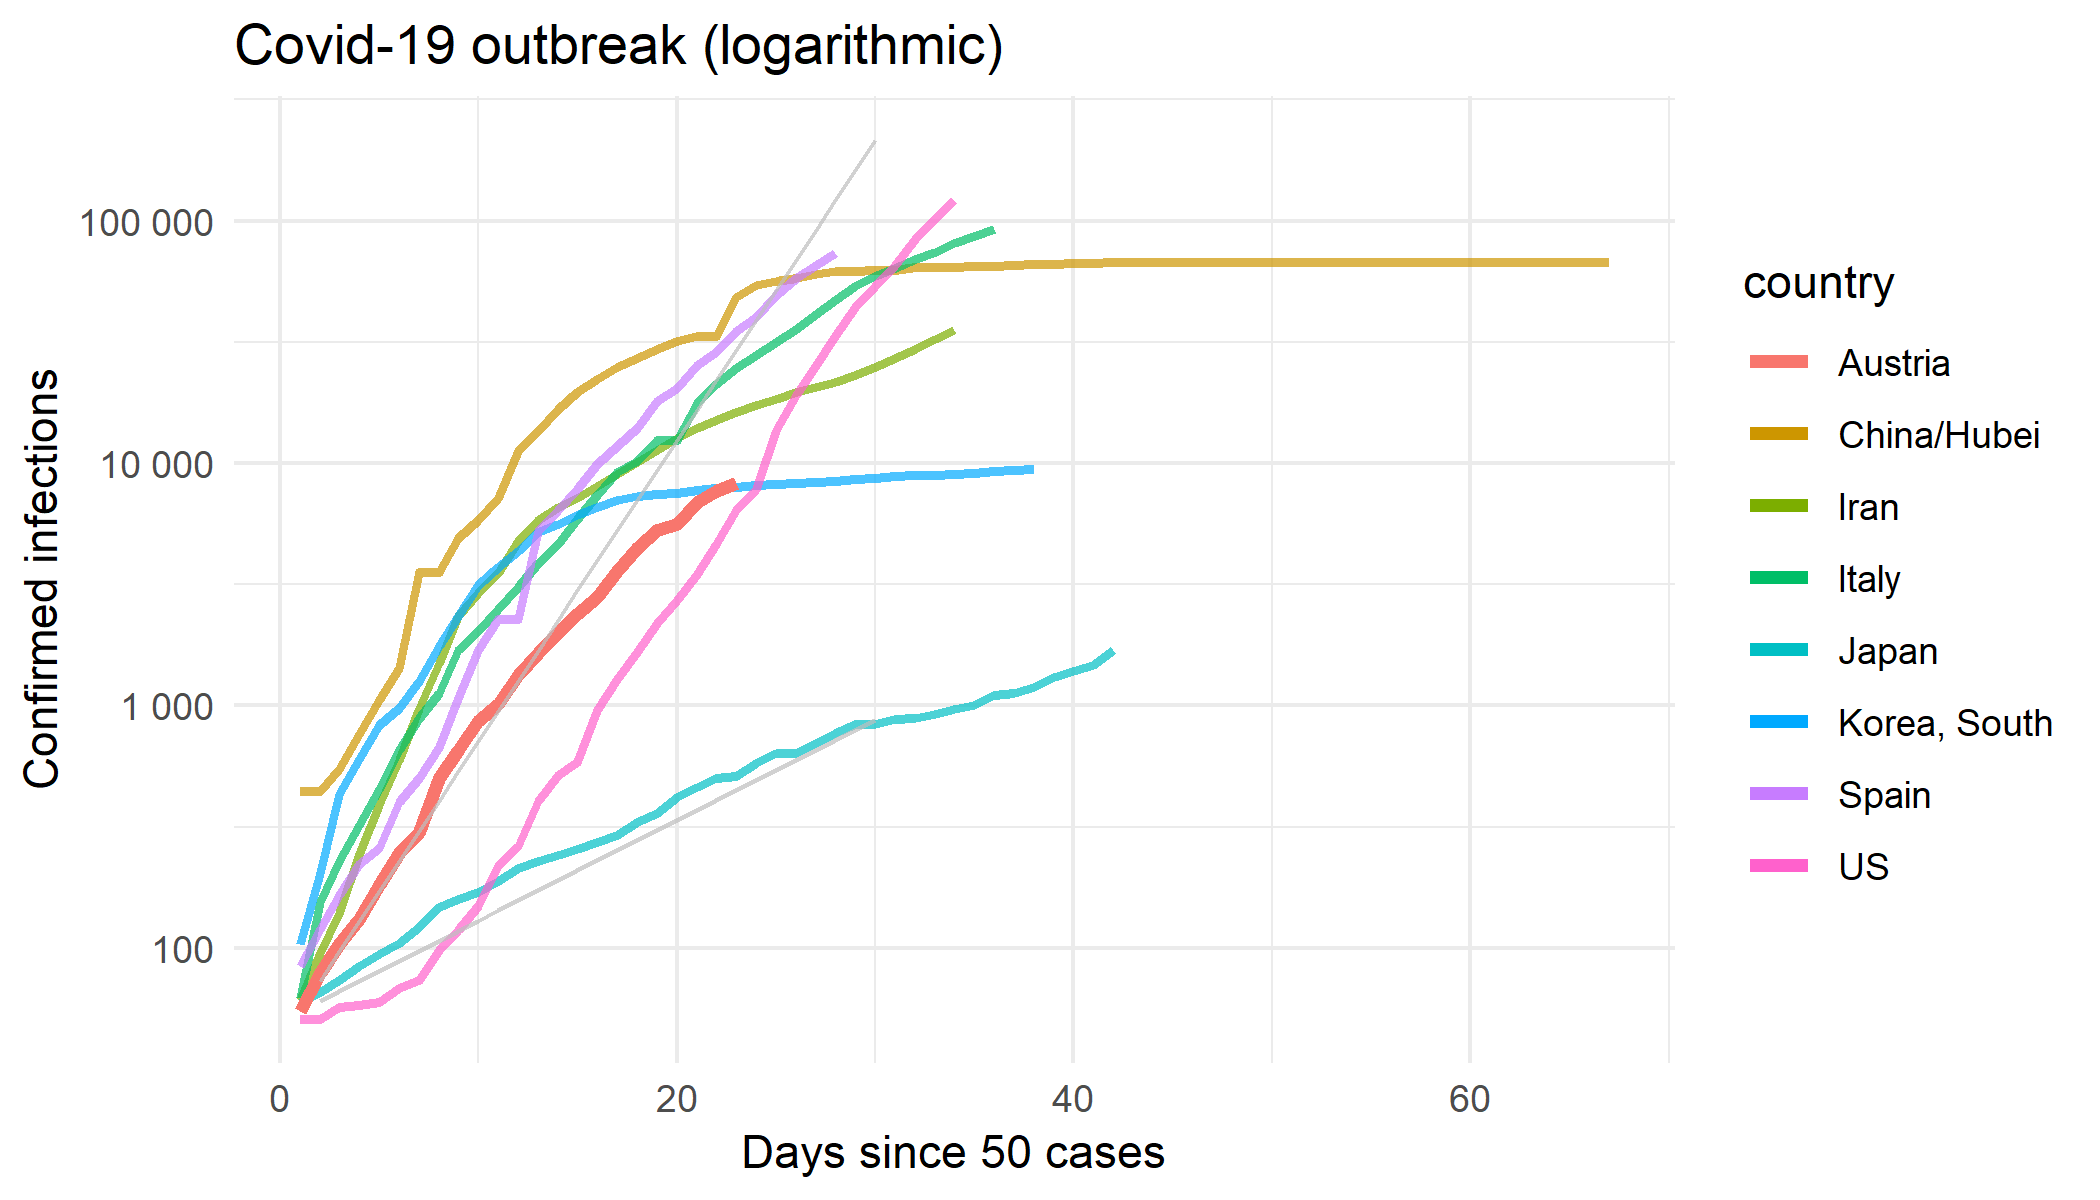 Covid-19 outbreak (logarithmic)
100 000
10 000
1 000
100
Confirmed infections
0 20 40 60
Days since 50 cases
country
Austria
China/Hubei
Iran
Italy
Japan
Korea, South
Spain
US